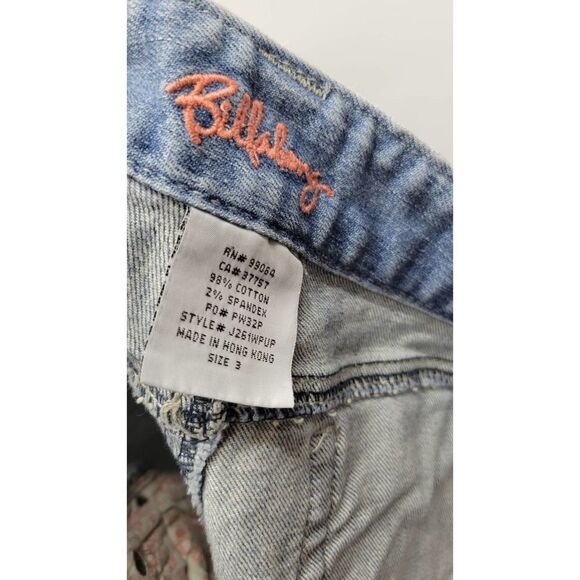 Billabong
RN# 99064
CA# 37757
98% COTTON
2% SPANDEX
PO# PW32P
STYLE# J261WPUP
MADE IN HONG KONG
SIZE 3